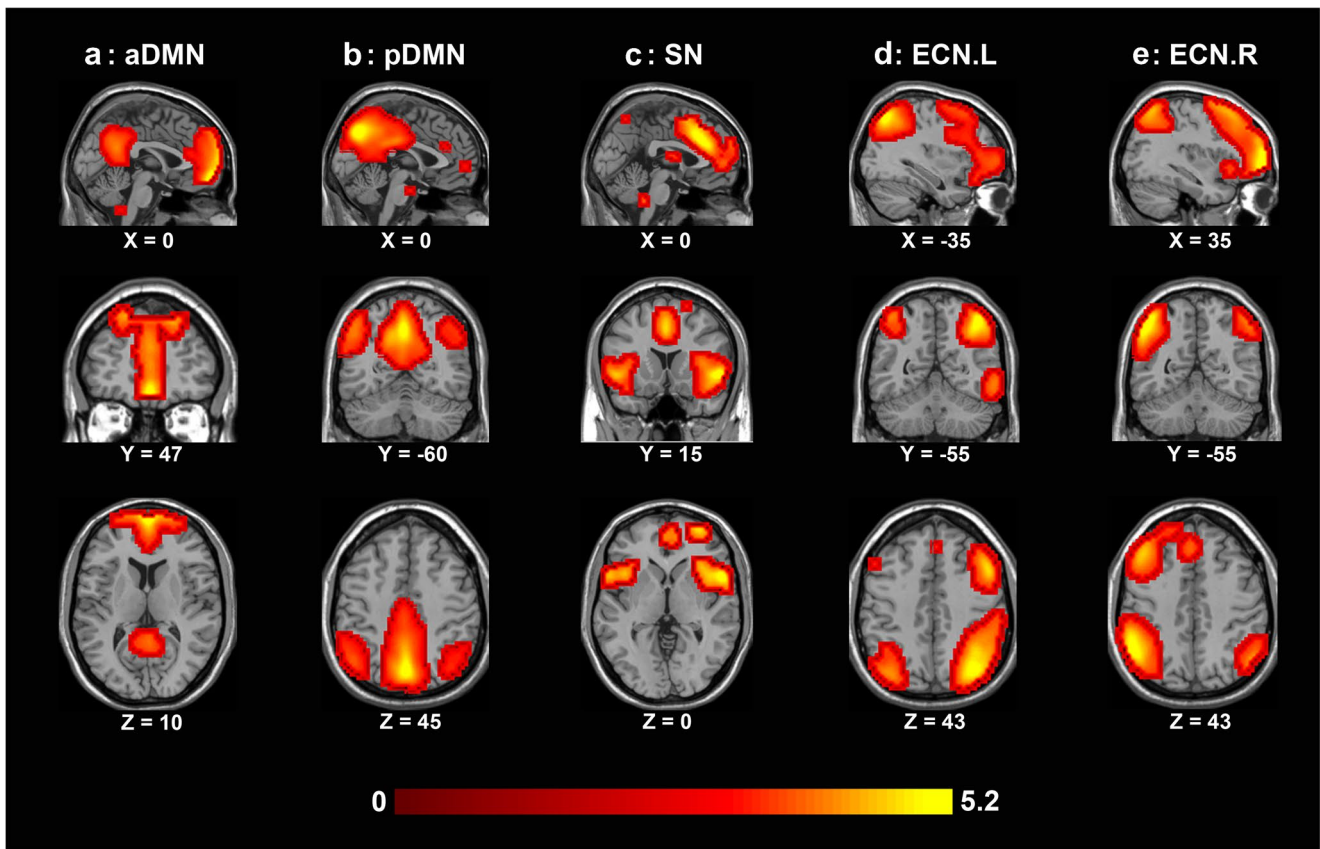 a: aDMN b: pDMN c: SN d: ECN.L e: ECN.R
X = 0 X = 0 X = 0 X = -35 X = 35
Y = 47 Y = -60 Y = 15 Y = -55 Y = -55
Z = 10 Z = 45 Z = 0 Z = 43 Z = 43
0 5.2